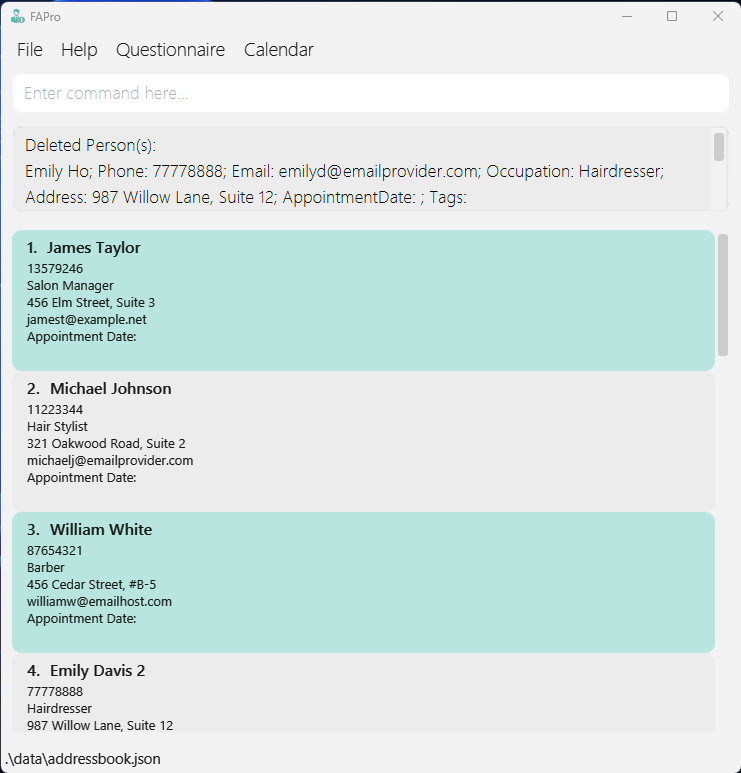 FAPro
File Help Questionnaire Calendar
Enter command here...
Deleted Person(s):
Emily Ho; Phone: 77778888; Email: emilyd@emailprovider.com; Occupation: Hairdresser;
Address: 987 Willow Lane, Suite 12; AppointmentDate: ; Tags:
1. James Taylor
13579246
Salon Manager
456 Elm Street, Suite 3
jamest@example.net
Appointment Date:
2. Michael Johnson
11223344
Hair Stylist
321 Oakwood Road, Suite 2
michaelj@emailprovider.com
Appointment Date:
3. William White
87654321
Barber
456 Cedar Street, #B-5
williamw@emailhost.com
Appointment Date:
4. Emily Davis 2
77778888
Hairdresser
987 Willow Lane, Suite 12
.\data\addressbook.json